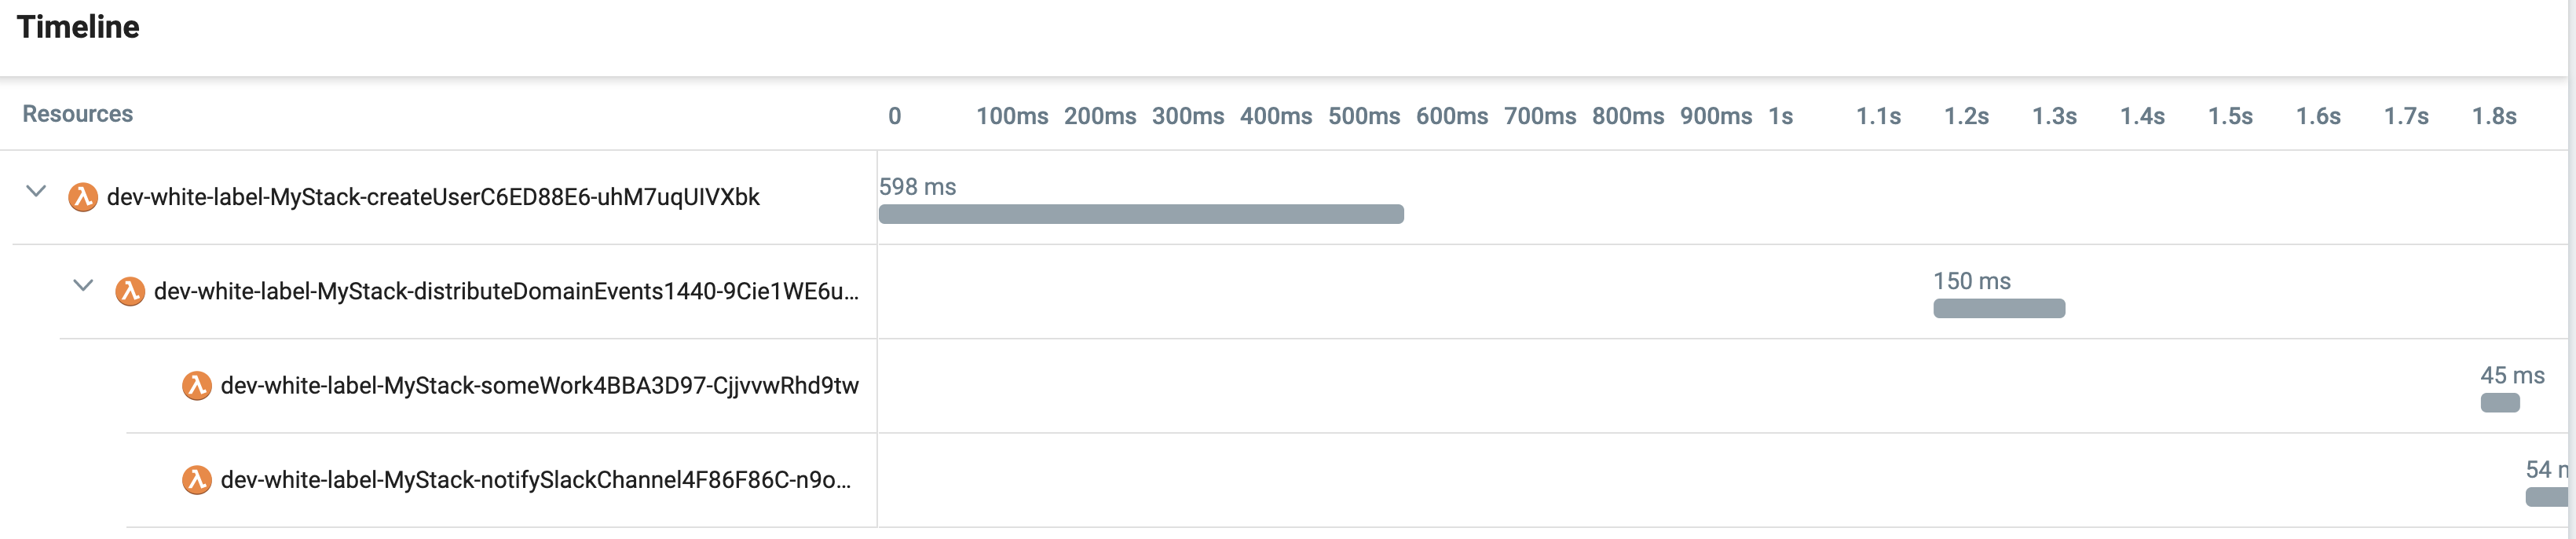 Timeline
Resources 0 100ms 200ms 300ms 400ms 500ms 600ms 700ms 800ms 900ms 1s 1.1s 1.2s 1.3s 1.4s 1.5s 1.6s 1.7s 1.8s
598 ms
dev-white-label-MyStack-createUserC6ED88E6-uhM7uqUIVXbk
150 ms
dev-white-label-MyStack-distributeDomainEvents1440-9Cie1WE6u...
45 ms
dev-white-label-MyStack-someWork4BBA3D97-CjjvvwRhd9tw
54
dev-white-label-MyStack-notifySlackChannel4F86F86C-n9o...